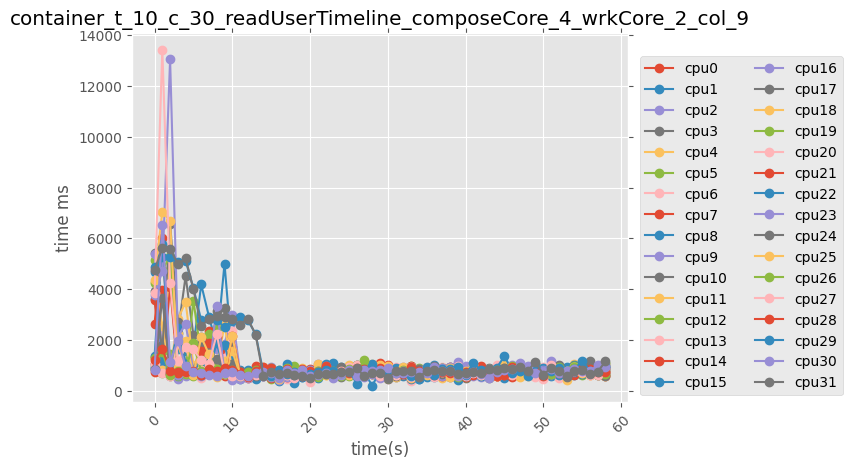 container_t_10_c_30_readUserTimeline_composeCore_4_wrkCore_2_col_9
time ms
14000
12000
10000
8000
6000
4000
2000
0
0
10
20
30
40
50
60
time(s)
cpu0
cpu1
cpu2
cpu3
cpu4
cpu5
cpu6
cpu7
cpu8
cpu9
cpu10
cpu11
cpu12
cpu13
cpu14
cpu15
cpu16
cpu17
cpu18
cpu19
cpu20
cpu21
cpu22
cpu23
cpu24
cpu25
cpu26
cpu27
cpu28
cpu29
cpu30
cpu31